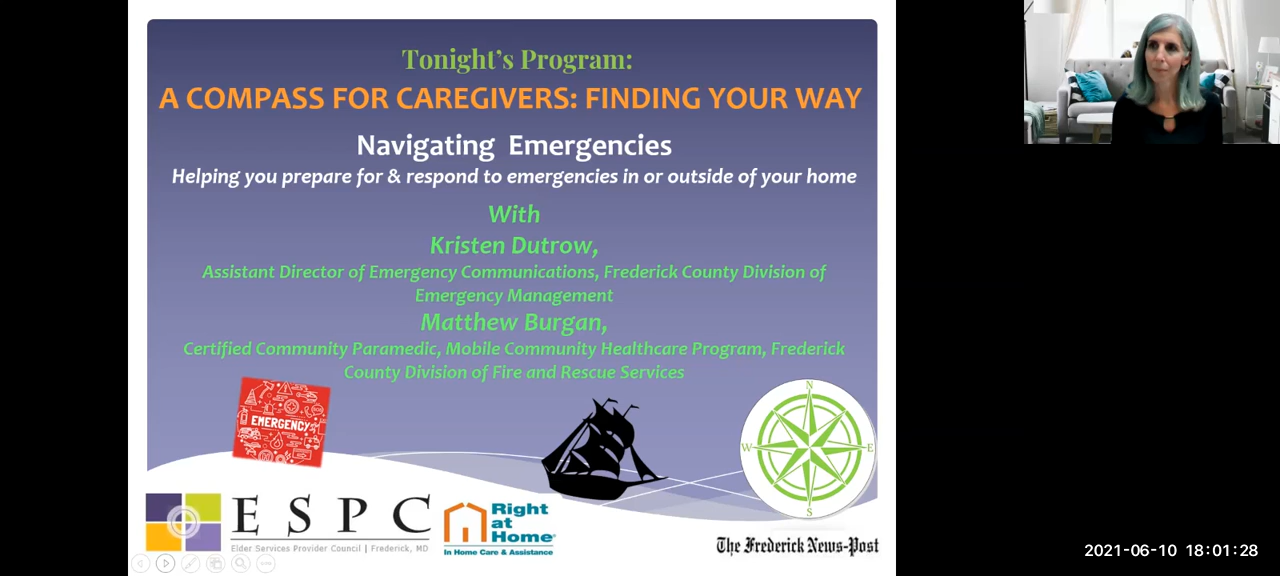 Tonight's Program:
A COMPASS FOR CAREGIVERS: FINDING YOUR WAY
Navigating Emergencies
Helping you prepare for & respond to emergencies in or outside of your home
With
Kristen Dutrow,
Assistant Director of Emergency Communications, Frederick County Division of
Emergency Management
Matthew Burgan,
Certified Community Paramedic, Mobile Community Healthcare Program, Frederick
County Division of Fire and Rescue Services
EMERGENCY
N
W
E
S
ESPC
Elder Services Provider Council | Frederick, MD
Right
at
Home
In Home Care & Assistance
The Frederick News-Post
2021-06-10 18:01:28